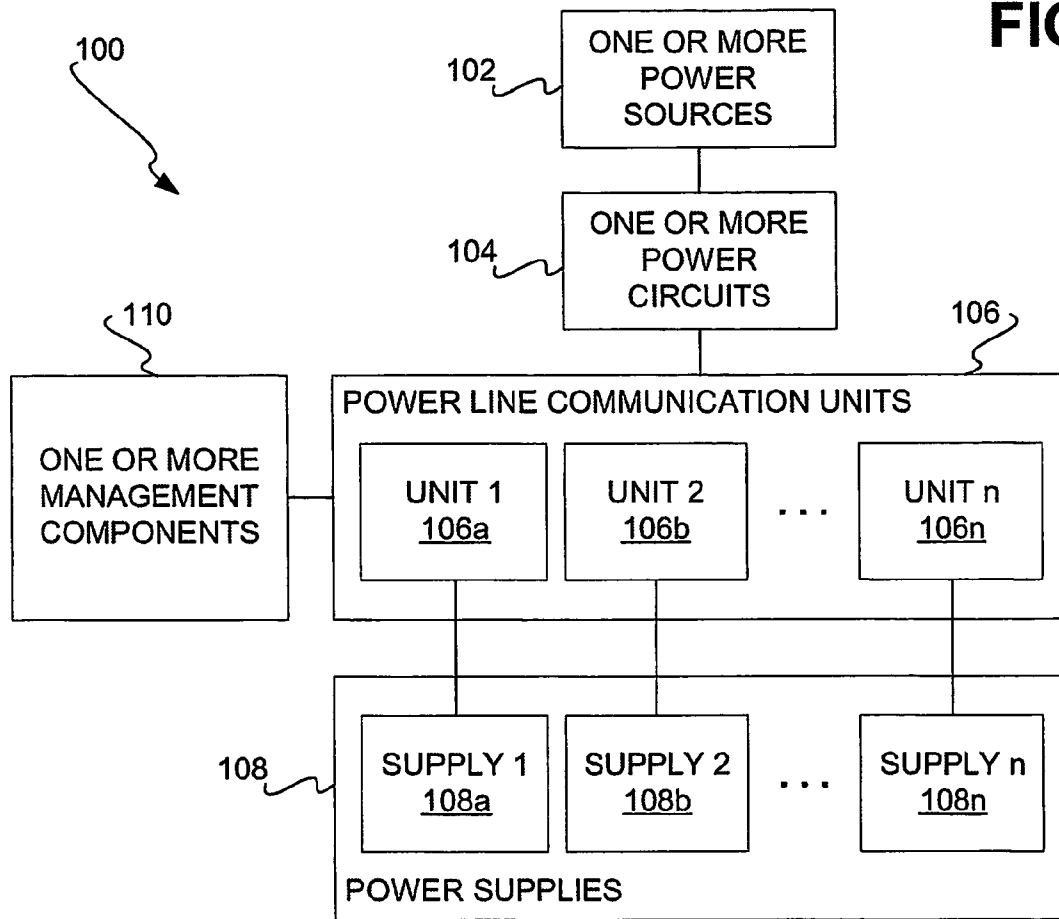 FIG
100
102
ONE OR MORE
POWER
SOURCES
104
ONE OR MORE
POWER
CIRCUITS
110
106
ONE OR MORE
MANAGEMENT
COMPONENTS
POWER LINE COMMUNICATION UNITS
UNIT 1
106a
UNIT 2
106b
. . .
UNIT n
106n
108
SUPPLY 1
108a
SUPPLY 2
108b
. . .
SUPPLY n
108n
POWER SUPPLIES